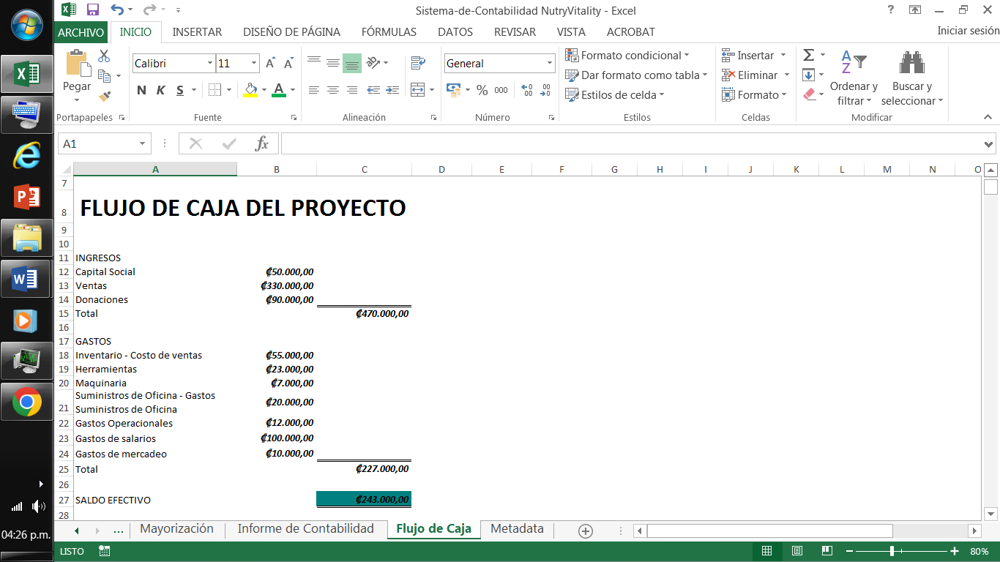 Sistema-de-Contabilidad NutryVitality - Excel
?
ARCHIVO INICIO INSERTAR DISEÑO DE PÁGINA FÓRMULAS DATOS REVISAR VISTA ACROBAT Iniciar sesión
Pegar
Portapapeles
Calibri 11
N K S A
Fuente
Alineación
General
% 000
Número
Formato condicional
Dar formato como tabla
Estilos de celda
Estilos
Insertar
Eliminar
Formato
Celdas
Ordenar y filtrar
Buscar y seleccionar
Modificar
A1 fx
A B C D E F G H I J K L M N O
7
8 FLUJO DE CAJA DEL PROYECTO
9
10
11 INGRESOS
12 Capital Social ₡50.000,00
13 Ventas ₡330.000,00
14 Donaciones ₡90.000,00
15 Total ₡470.000,00
16
17 GASTOS
18 Inventario - Costo de ventas ₡55.000,00
19 Herramientas ₡23.000,00
20 Maquinaria ₡7.000,00
Suministros de Oficina - Gastos
21 Suministros de Oficina ₡20.000,00
22 Gastos Operacionales ₡12.000,00
23 Gastos de salarios ₡100.000,00
24 Gastos de mercadeo ₡10.000,00
25 Total ₡227.000,00
26
27 SALDO EFECTIVO ₡243.000,00
28
... Mayorización Informe de Contabilidad Flujo de Caja Metadata
LISTO 80%
04:26 p.m.